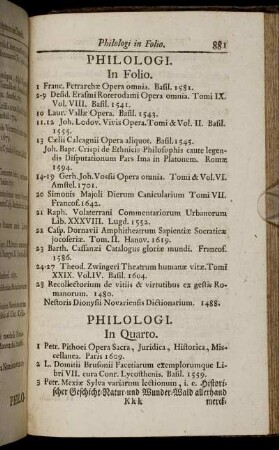 Philologi in Folio. 881
PHILOLOGI.
In Folio.
1 Franc. Petrarchæ Opera omnia. Basil. 1581.
2-9 Desid. Erasmi Roterodami Opera omnia. Tomi IX.
Vol. VIII. Basil. 1541.
10 Laur. Vallæ Opera. Basil. 1543.
11.12 Joh. Lodov. Vivis Opera. Tomi & Vol. II. Basil.
1555.
13 Cælii Calcagnii Opera aliquot. Basil. 1545.
Joh. Bapt. Crispi de Ethnicis Philosophis caute legen-
dis Disputationum Pars Ima in Platonem. Romæ
1594.
14-19 Gerh. Joh. Vossii Opera omnia. Tomi & Vol. VI.
Amstel. 1701.
20 Simonis Majoli Dierum Canicularium Tomi VII.
Francof. 1642.
21 Raph. Volaterrani Commentariorum Urbanorum
Lib. XXXVIII. Lugd. 1552.
22 Casp. Dornavii Amphitheatrum Sapientiæ Socraticæ
jocoseriæ. Tom. II. Hanov. 1619.
23 Barth. Cassanæi Catalogus gloriæ mundi. Francof.
1586.
24-27 Theod. Zwingeri Theatrum humanæ vitæ. Tomi
XXIX. Vol. IV. Basil. 1604.
28 Recollectorium de vitiis & virtutibus ex gestis Ro-
manorum. 1480.
Nestoris Dionysii Novariensis Dictionarium. 1488.
PHILOLOGI.
In Quarto.
1 Petr. Pithoei Opera Sacra, Juridica, Historica, Mis-
cellanea. Paris 1609.
2 L. Domitii Brusonii Facetiarum exemplorumque Li-
bri VII. cura Conr. Lycosthenis. Basil. 1559.
3 Petr. Mexiæ Sylva variarum lectionum, i. e. Histori-
scher Geschicht-Natur-und Wunder-Wald allerhand
Kkk merck-